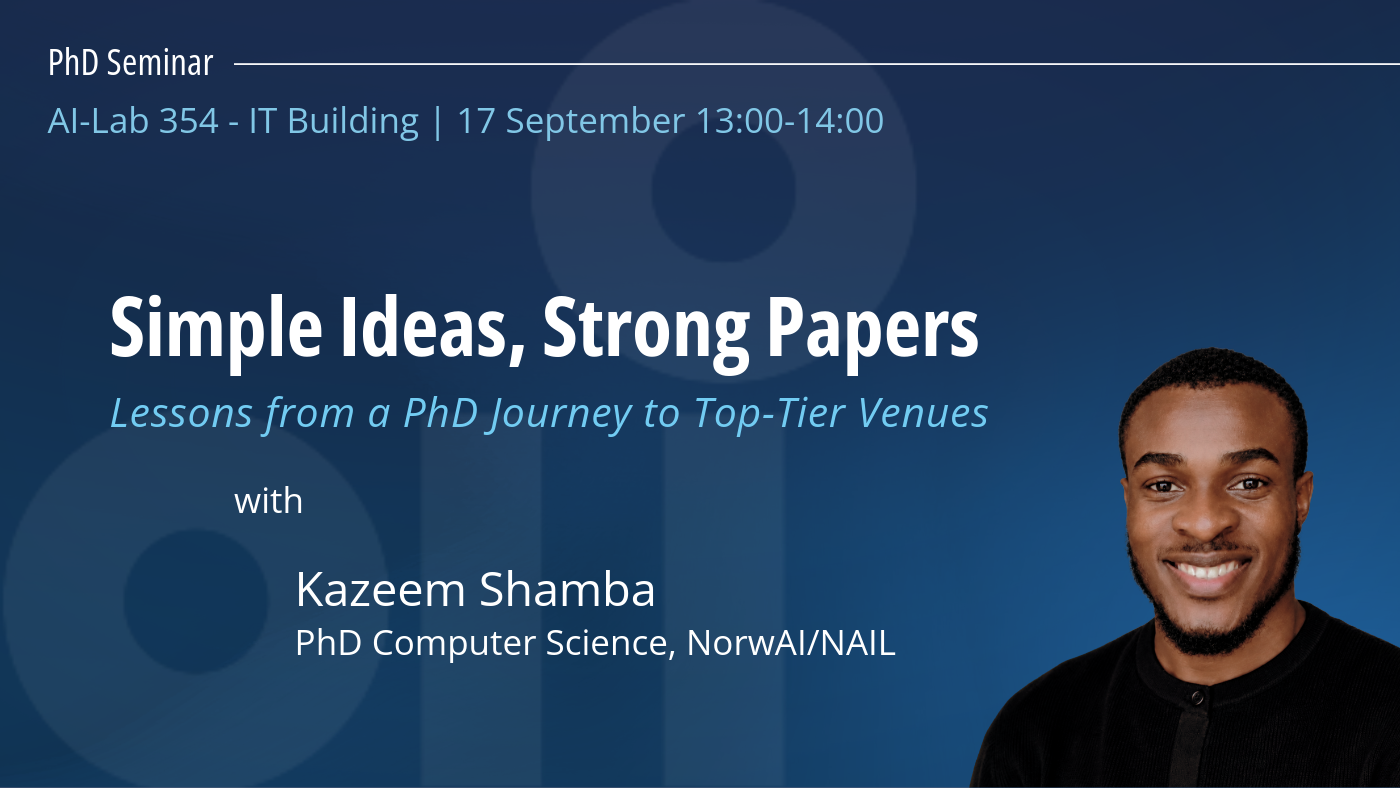 PhD Seminar
AI-Lab 354 - IT Building | 17 September 13:00-14:00
Simple Ideas, Strong Papers
Lessons from a PhD Journey to Top-Tier Venues
with
Kazeem Shamba
PhD Computer Science, NorwAI/NAIL